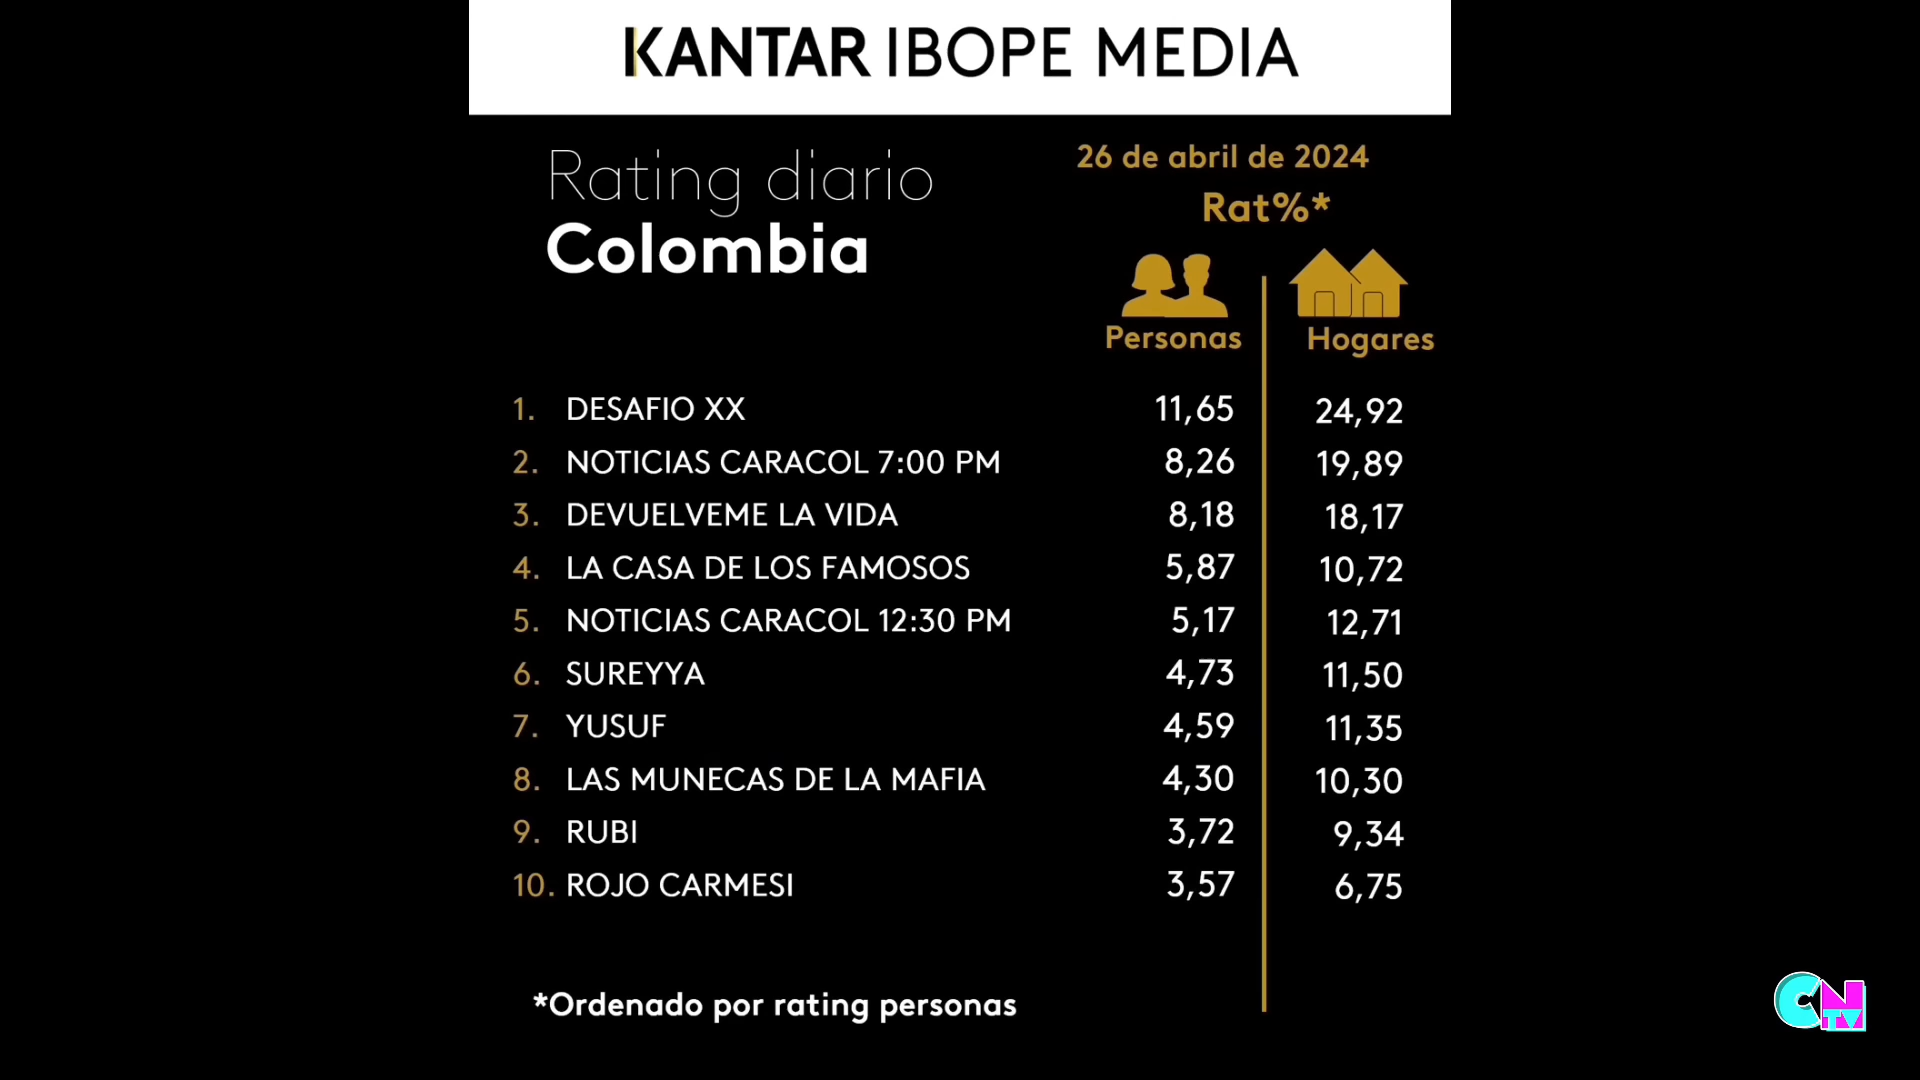 KANTAR IBOPE MEDIA
Rating diario
Colombia
26 de abril de 2024
Rat%*
Personas Hogares
1. DESAFIO XX 11,65 24,92
2. NOTICIAS CARACOL 7:00 PM 8,26 19,89
3. DEVUELVEME LA VIDA 8,18 18,17
4. LA CASA DE LOS FAMOSOS 5,87 10,72
5. NOTICIAS CARACOL 12:30 PM 5,17 12,71
6. SUREYYA 4,73 11,50
7. YUSUF 4,59 11,35
8. LAS MUNECAS DE LA MAFIA 4,30 10,30
9. RUBI 3,72 9,34
10. ROJO CARMESI 3,57 6,75
*Ordenado por rating personas
CNTV